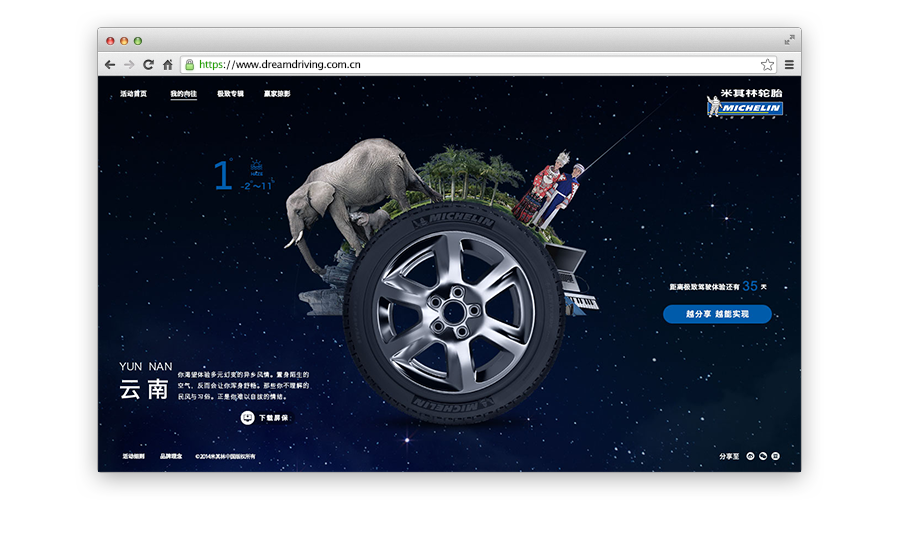 https://www.dreamdriving.com.cn
活动首页 我的向往 极致专辑 赢家掠影
米其林轮胎
MICHELIN
1°
-2°~11°
MICHELIN
距离极致驾驶体验还有 35 天
越分享 越能实现
YUN NAN
云南
你渴望体验多元幻变的异乡风情。置身陌生的
空气，反而会让你浑身舒畅。那些你不理解的
民风与习俗，正是你难以自拔的情绪。
下载屏保
MICHELIN
活动细则 品牌理念 ©2014米其林中国版权所有
分享至